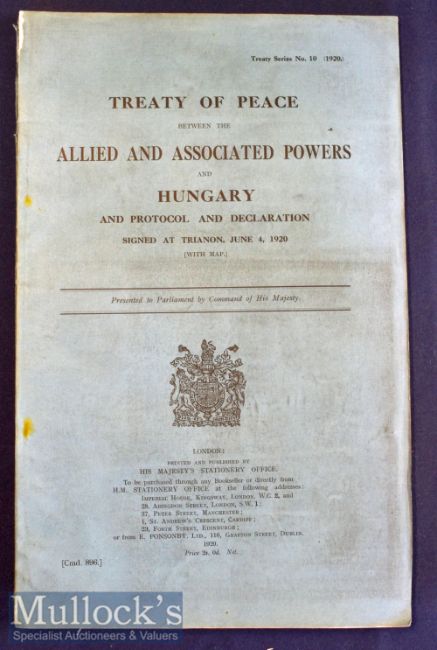 Treaty Series No. 10 (1920.)
TREATY OF PEACE
BETWEEN THE
ALLIED AND ASSOCIATED POWERS
AND
HUNGARY
AND PROTOCOL AND DECLARATION
SIGNED AT TRIANON, JUNE 4, 1920
[WITH MAP.]
Presented to Parliament by Command of His Majesty.
LONDON:
PRINTED AND PUBLISHED BY
HIS MAJESTY'S STATIONERY OFFICE.
To be purchased through any Bookseller or directly from
H.M. STATIONERY OFFICE at the following addresses:
IMPERIAL HOUSE, KINGSWAY, LONDON, W.C. 2, and
28, ABINGDON STREET, LONDON, S.W. 1;
37, PETER STREET, MANCHESTER;
1, ST. ANDREW'S CRESCENT, CARDIFF;
23, FORTH STREET, EDINBURGH;
or from E. PONSONBY, LTD., 116, GRAFTON STREET, DUBLIN.
1920.
Price 2s. 0d. Net.
[Cmd. 896.]
MULLOCK'S
Specialist Auctioneers & Valuers